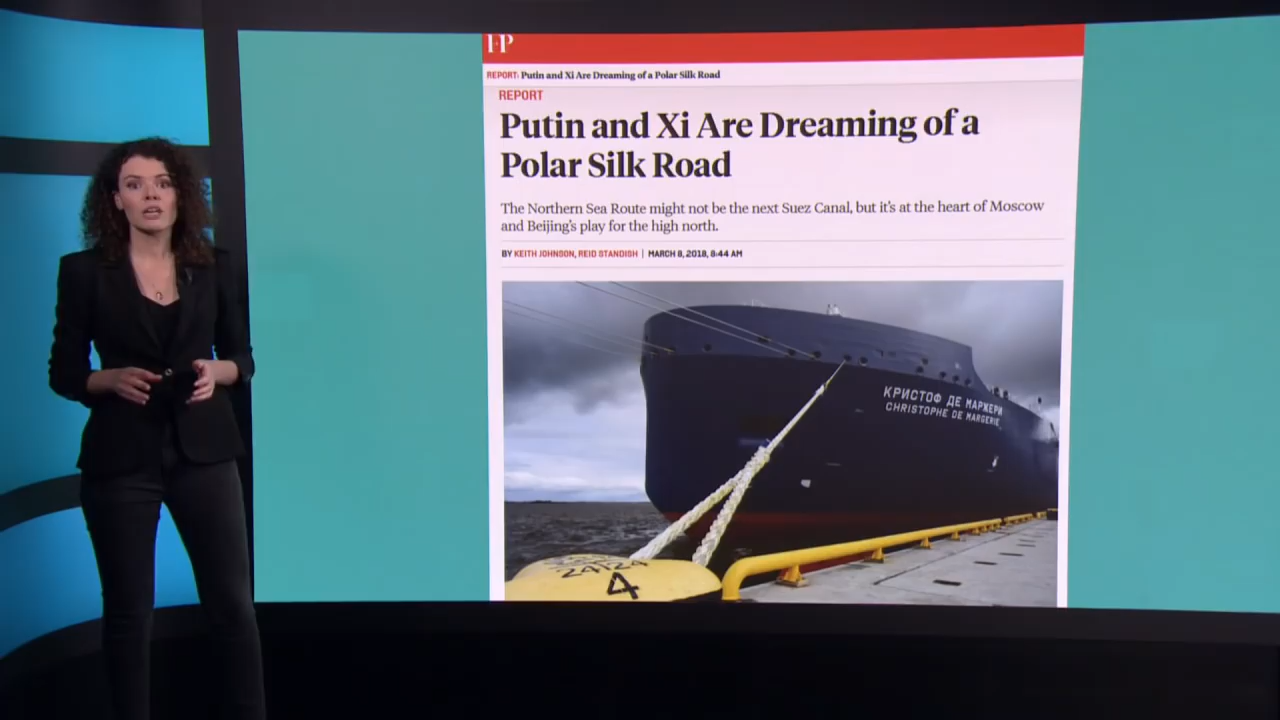 FP
REPORT: Putin and Xi Are Dreaming of a Polar Silk Road
REPORT
Putin and Xi Are Dreaming of a
Polar Silk Road
The Northern Sea Route might not be the next Suez Canal, but it's at the heart of Moscow
and Beijing's play for the high north.
BY KEITH JOHNSON, REID STANDISH | MARCH 8, 2018, 8:44 AM
КРИСТОФ ДЕ МАРЖЕРИ
CHRISTOPHE DE MARGERIE
24/24
4